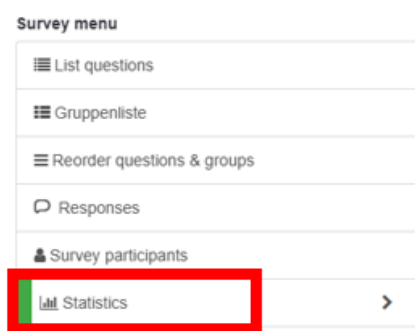 Survey menu
List questions
Gruppenliste
Reorder questions & groups
Responses
Survey participants
Statistics